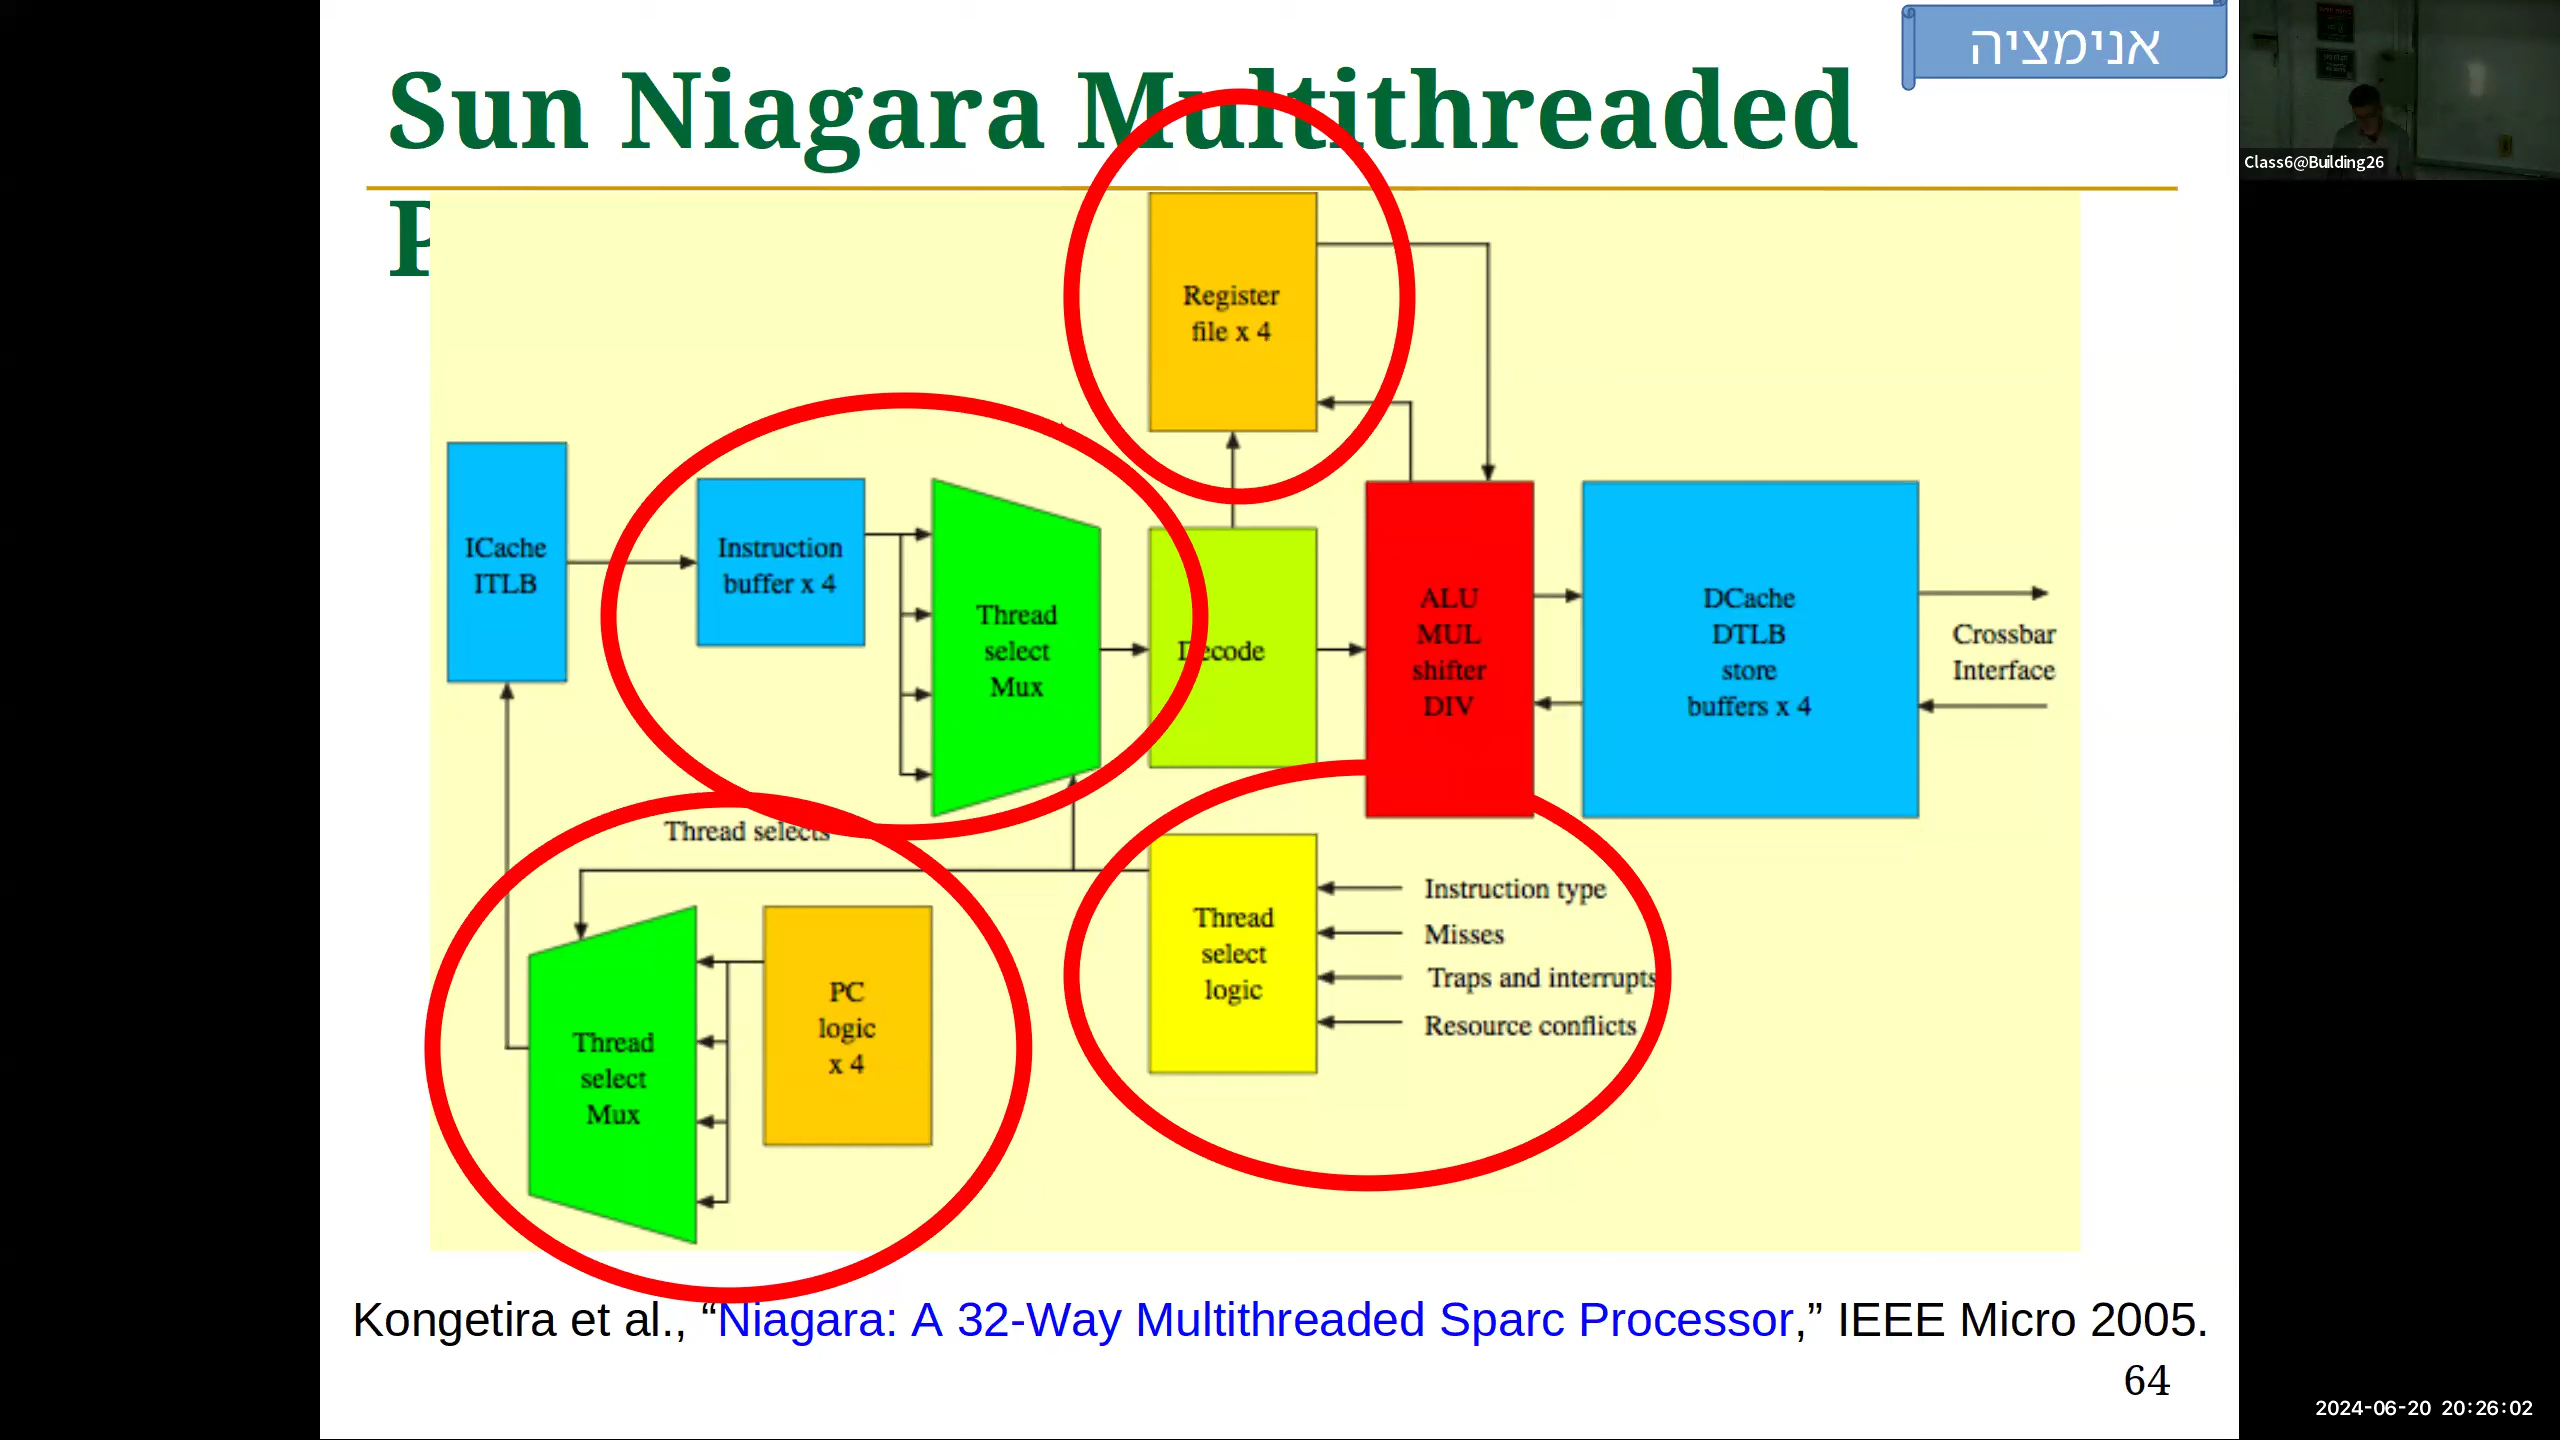 אנימציה
Sun Niagara Multithreaded
P
Class6@Building26
Register
file x 4
ICache
ITLB
Instruction
buffer x 4
Thread
select
Mux
Decode
ALU
MUL
shifter
DIV
DCache
DTLB
store
buffers x 4
Crossbar
Interface
Thread selects
Thread
select
Mux
PC
logic
x 4
Thread
select
logic
Instruction type
Misses
Traps and interrupts
Resource conflicts
Kongetira et al., “Niagara: A 32-Way Multithreaded Sparc Processor,” IEEE Micro 2005.
64
2024-06-20 20:26:02